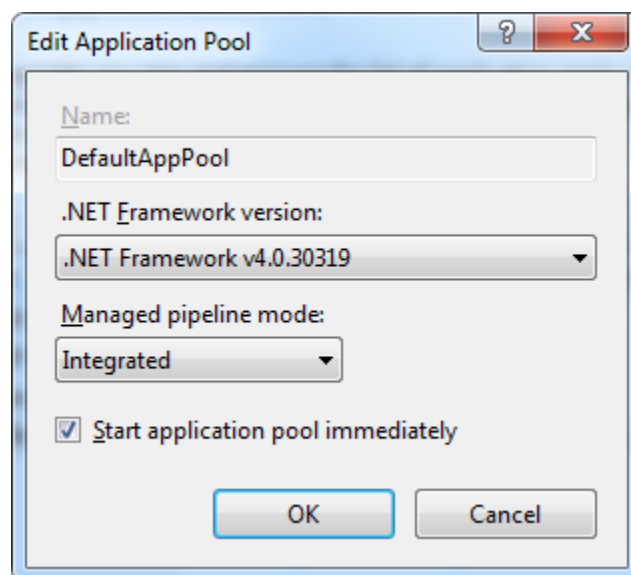 Edit Application Pool
Name:
DefaultAppPool
.NET Framework version:
.NET Framework v4.0.30319
Managed pipeline mode:
Integrated
Start application pool immediately
OK Cancel